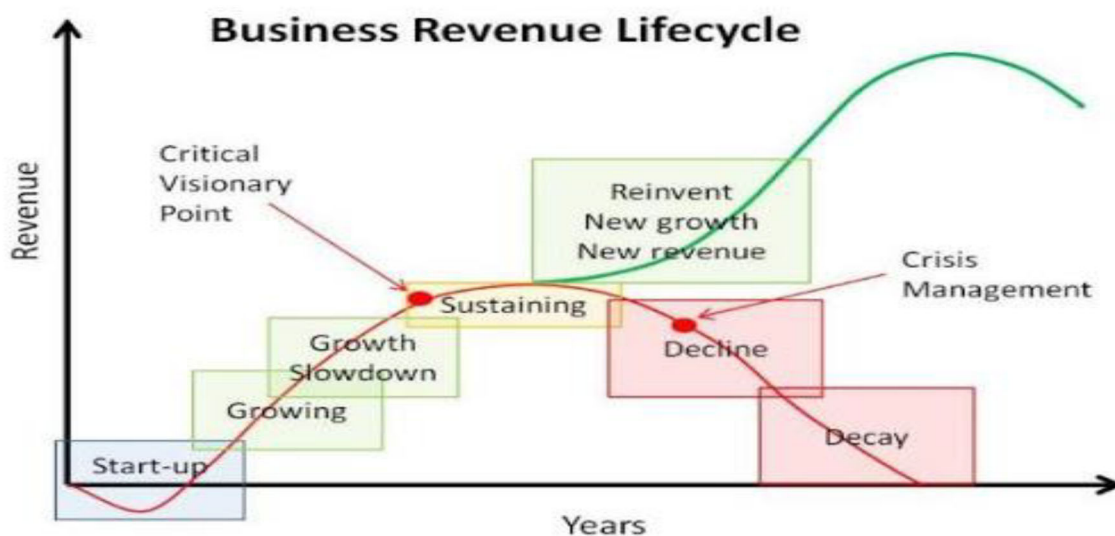 Business Revenue Lifecycle
Revenue
Critical
Visionary
Point
Reinvent
New growth
New revenue
Crisis
Management
Sustaining
Growth
Slowdown
Decline
Growing
Decay
Start-up
Years